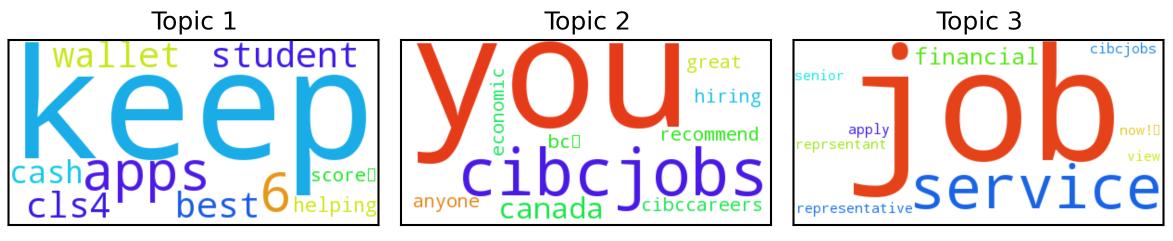 Topic 1
wallet student
keep
cash apps score
cls4 best 6 helping
Topic 2
you
great
economic
hiring
bc recommend
cibcjobs
anyone canada cibccareers
Topic 3
financial cibcjobs
senior
job
apply now!
reprsentant view
service
representative